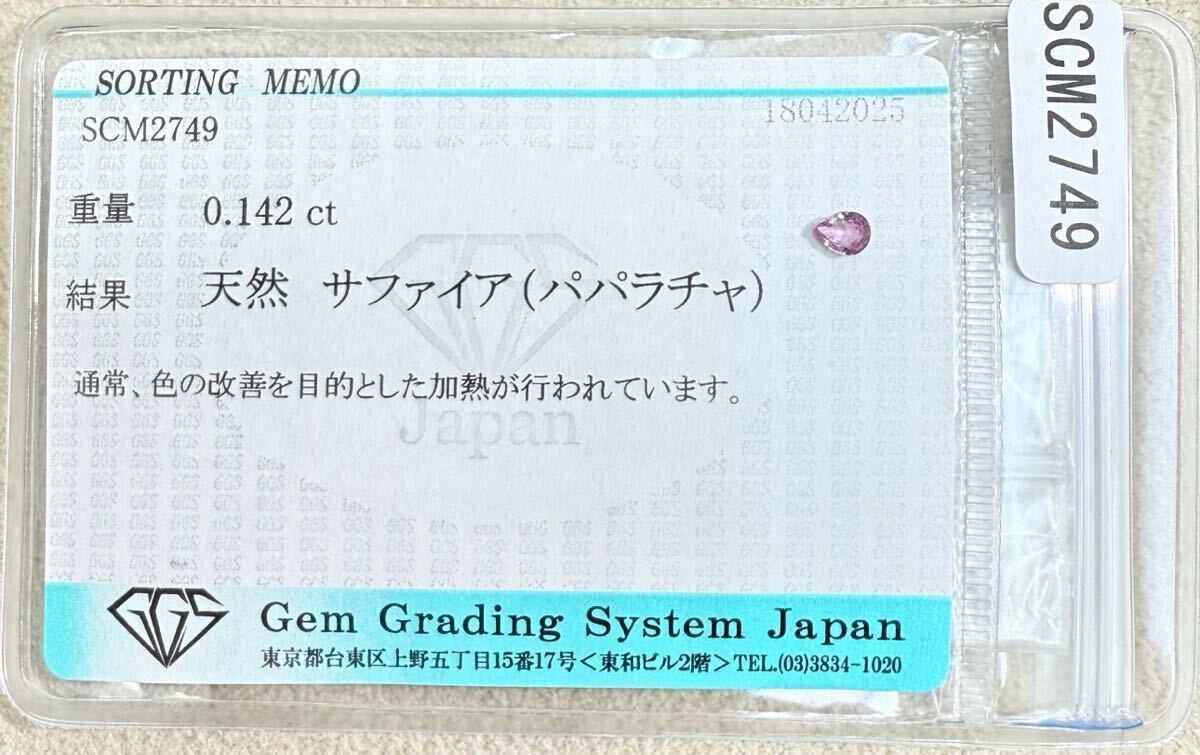 SORTING MEMO
18042025
SCM2749
重量 0.142 ct
結果 天然 サファイア(パパラチャ)
通常、色の改善を目的とした加熱が行われています。
Japan
GGS Gem Grading System Japan
東京都台東区上野五丁目15番17号<東和ビル2階>TEL.(03)3834-1020
SCM2749